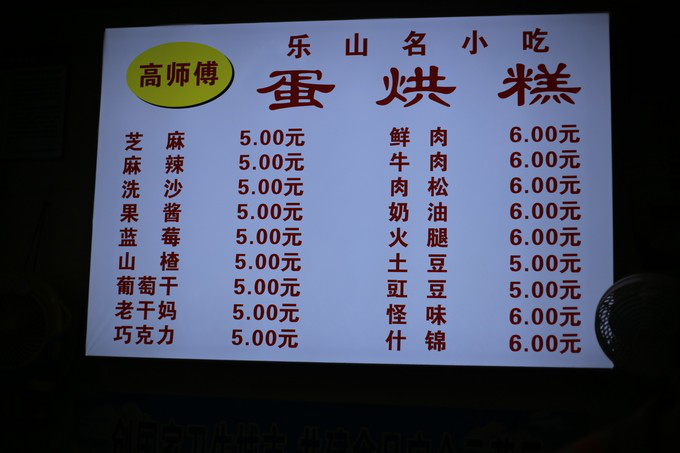 乐山名小吃
高师傅
蛋烘糕
芝麻 5.00元
麻辣 5.00元
洗沙 5.00元
果酱 5.00元
蓝莓 5.00元
山楂 5.00元
葡萄干 5.00元
老干妈 5.00元
巧克力 5.00元
鲜肉 6.00元
牛肉 6.00元
肉松 6.00元
奶油 6.00元
火腿 6.00元
土豆 5.00元
豇豆 5.00元
怪味 6.00元
什锦 6.00元